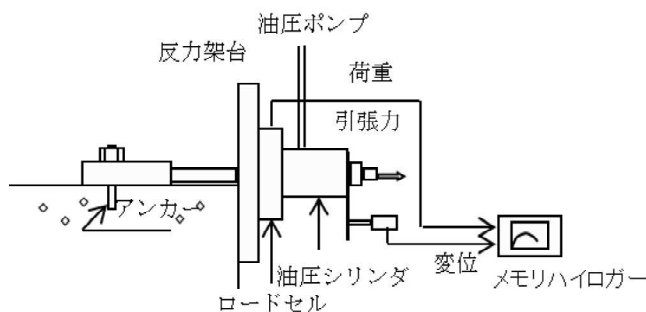 油圧ポンプ
反力架台
荷重
引張力
アンカー
変位
油圧シリンダ
メモリハイロガー
ロードセル